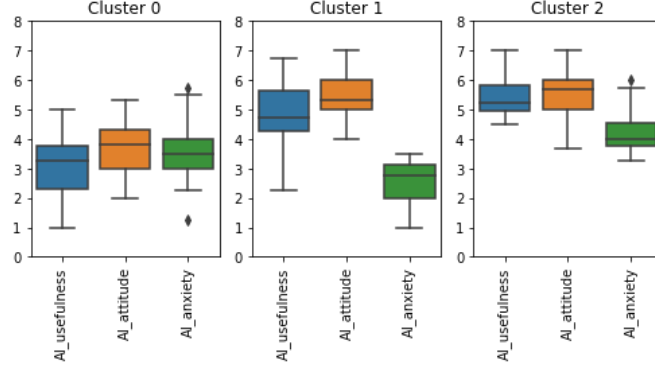 Cluster 0
8
7
6
5
4
3
2
1
0
AI_usefulness
AI_attitude
AI_anxiety
Cluster 1
8
7
6
5
4
3
2
1
0
AI_usefulness
AI_attitude
AI_anxiety
Cluster 2
8
7
6
5
4
3
2
1
0
AI_usefulness
AI_attitude
AI_anxiety